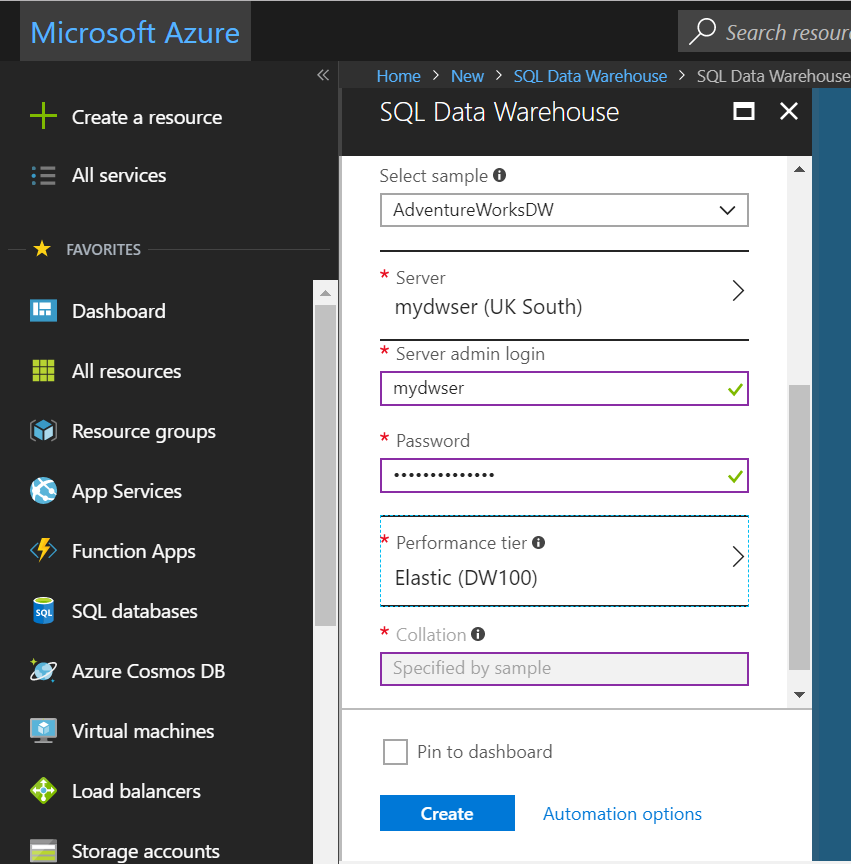 Microsoft Azure
Search resour
Home > New > SQL Data Warehouse > SQL Data Warehouse
Create a resource
All services
FAVORITES
Dashboard
All resources
Resource groups
App Services
Function Apps
SQL
SQL databases
Azure Cosmos DB
Virtual machines
Load balancers
Storage accounts
SQL Data Warehouse
Select sample
AdventureWorksDW
* Server
mydwser (UK South)
* Server admin login
mydwser
* Password
••••••••••••••
* Performance tier
Elastic (DW100)
* Collation
Specified by sample
Pin to dashboard
Create
Automation options